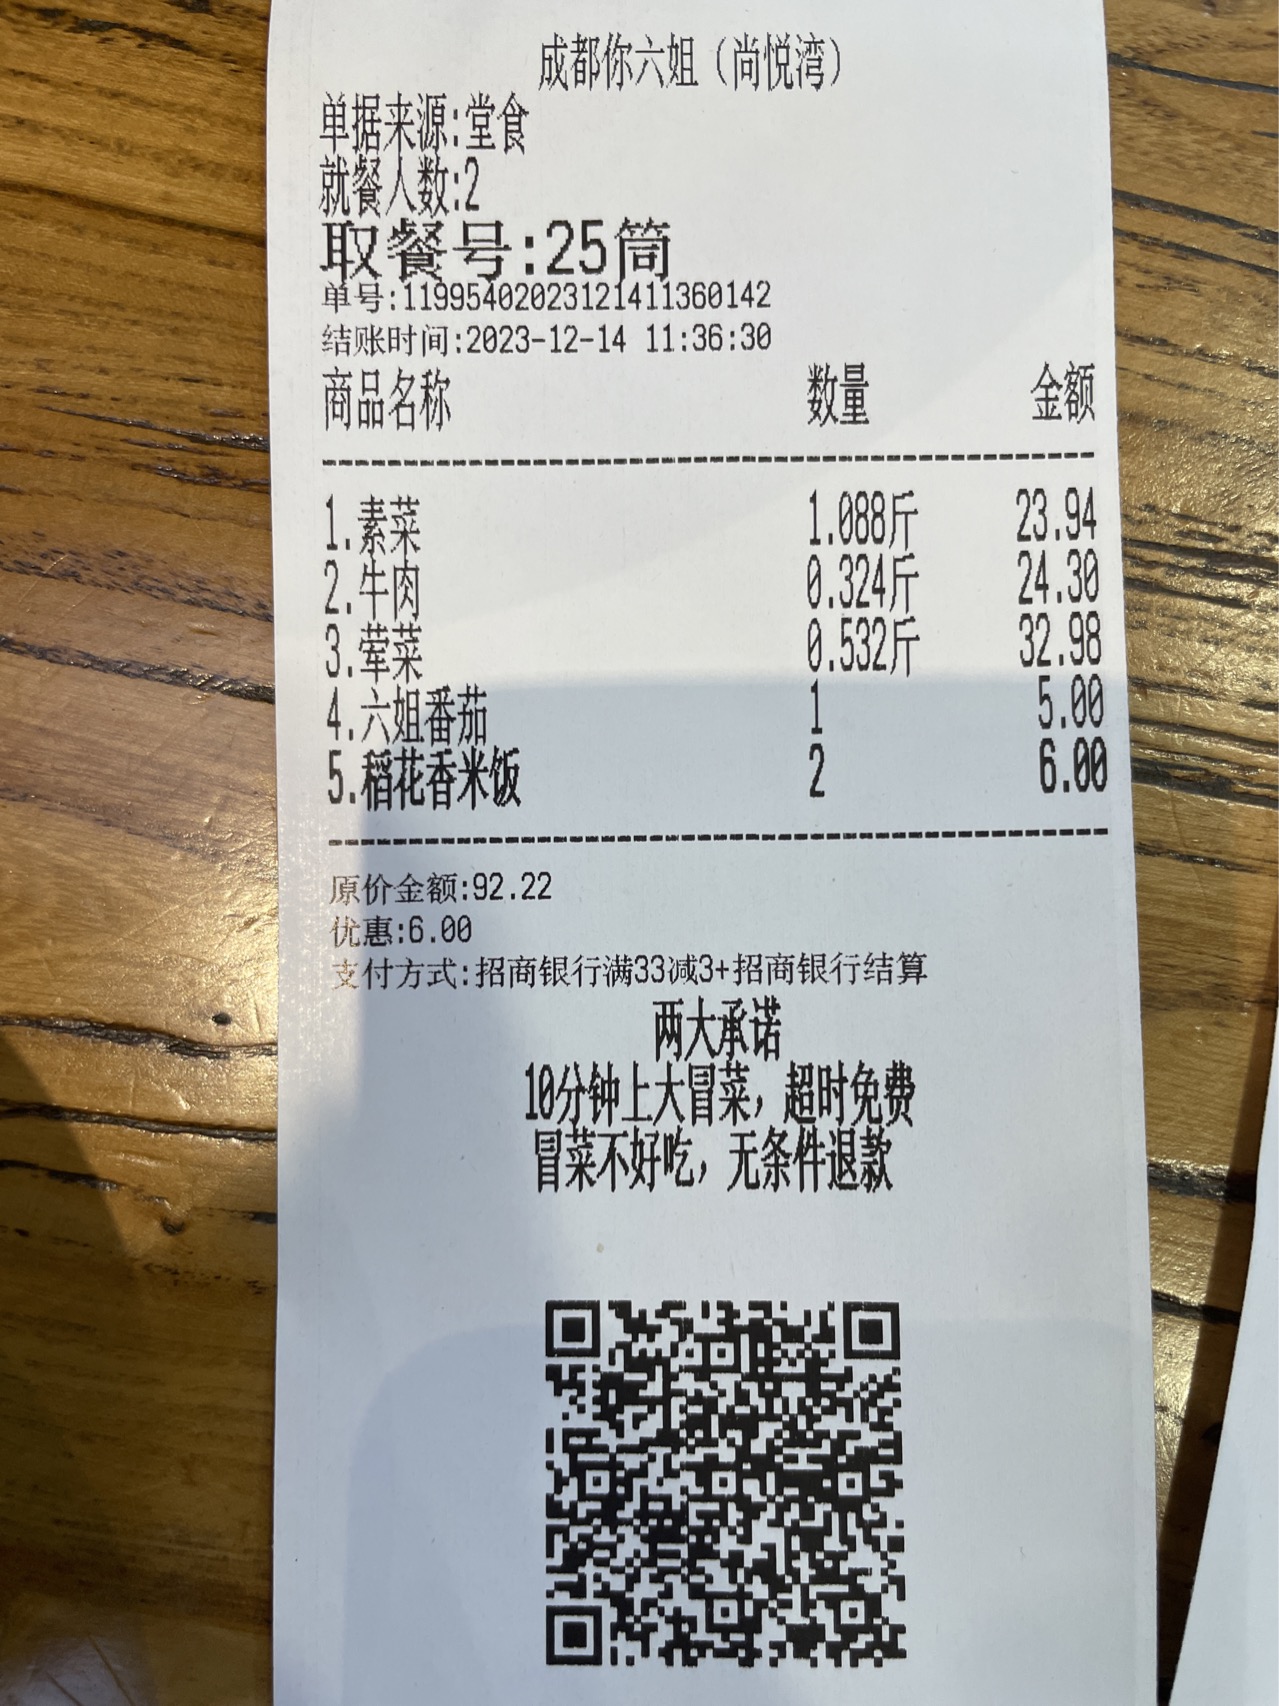 成都你六姐（尚悦湾）
单据来源:堂食
就餐人数:2
取餐号:25筒
单号:11995402023121411360142
结账时间:2023-12-14 11:36:30
商品名称 数量 金额
1.素菜 1.088斤 23.94
2.牛肉 0.324斤 24.30
3.荤菜 0.532斤 32.98
4.六姐番茄 1 5.00
5.稻花香米饭 2 6.00
原价金额:92.22
优惠:6.00
支付方式:招商银行满33减3+招商银行结算
两大承诺
10分钟上大冒菜，超时免费
冒菜不好吃，无条件退款